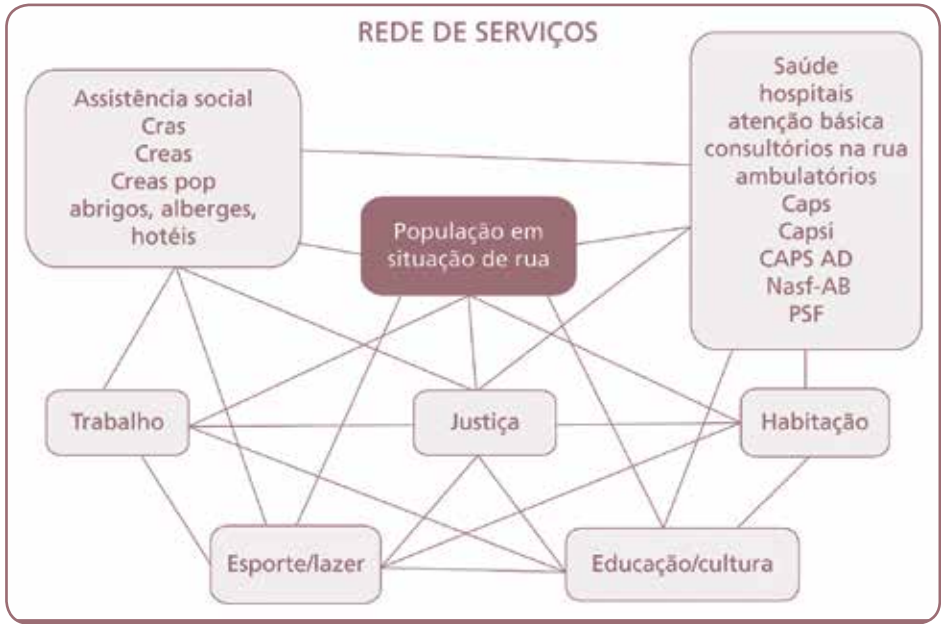 REDE DE SERVIÇOS
Assistência social
Cras
Creas
Creas pop
abrigos, alberges,
hotéis
Saúde
hospitais
atenção básica
consultórios na rua
ambulatórios
Caps
Capsi
CAPS AD
Nasf-AB
PSF
População em
situação de rua
Trabalho
Justiça
Habitação
Esporte/lazer
Educação/cultura